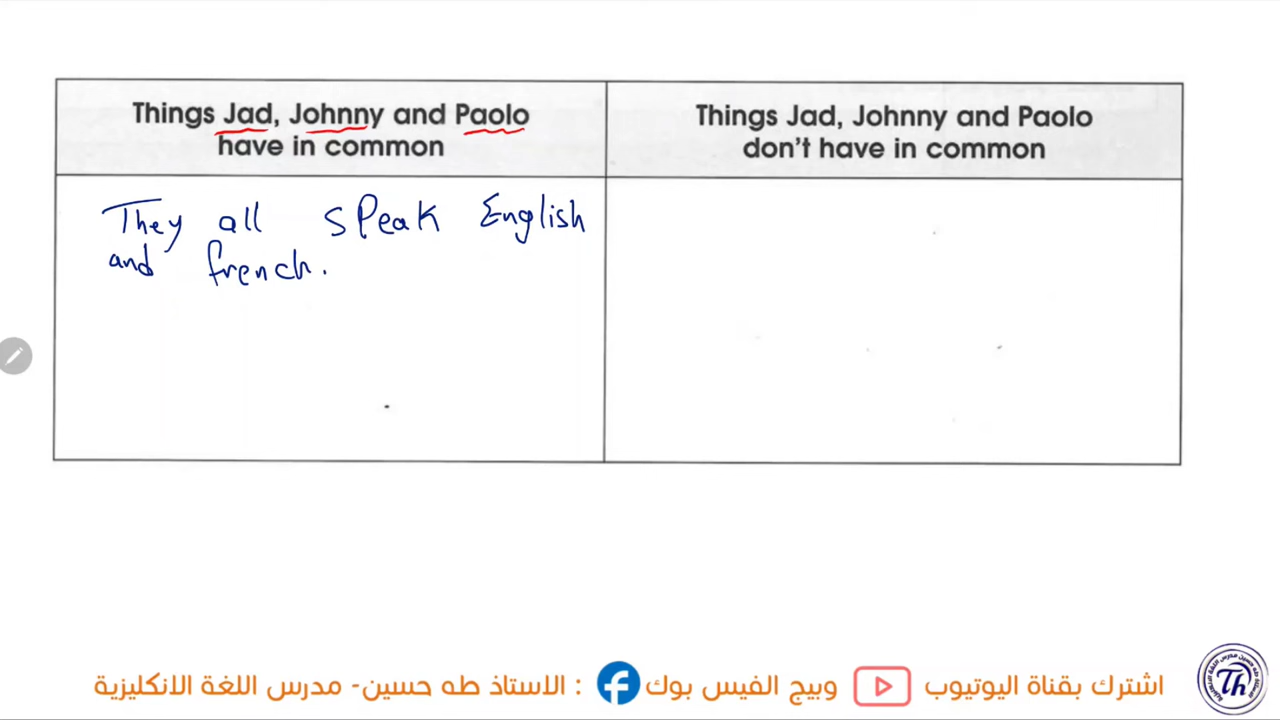 Things Jad, Johnny and Paolo
have in common
Things Jad, Johnny and Paolo
don't have in common
They all speak English
and french.
اشترك بقناة اليوتيوب وبيج الفيس بوك : الاستاذ طه حسين- مدرس اللغة الانكليزية
Th